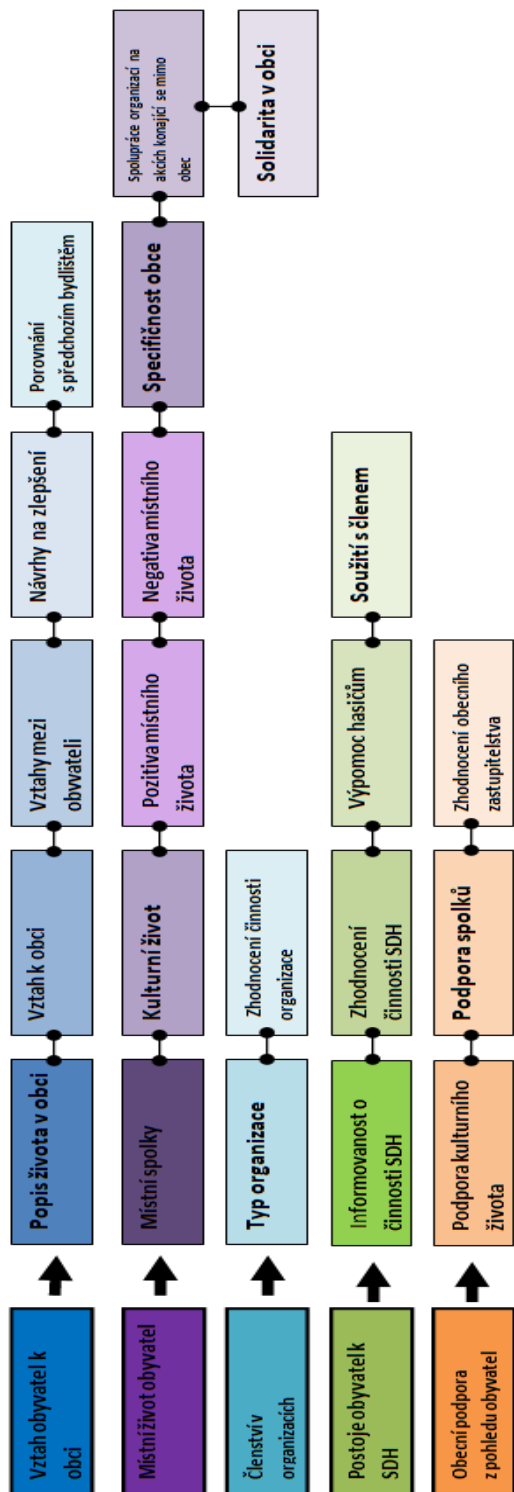 Vztah obyvatel k
obci
Popis života v obci
Vztah k obci
Vztahy mezi
obyvateli
Návrhy na zlepšení
Porovnání
s předchozím bydlištěm
Místní život obyvatel
Místní spolky
Kulturní život
Pozitiva místního
života
Negativa místního
života
Specifičnost obce
Spolupráce organizací na
akcích konající se mimo
obec
Solidarita v obci
Členství v
organizacích
Typ organizace
Zhodnocení činnosti
organizace
Postoje obyvatel k
SDH
Informovanost o
činnosti SDH
Zhodnocení
činnosti SDH
Výpomoc hasičům
Soužití s členem
Obecní podpora
z pohledu obyvatel
Podpora kulturního
života
Podpora spolků
Zhodnocení obecního
zastupitelstva